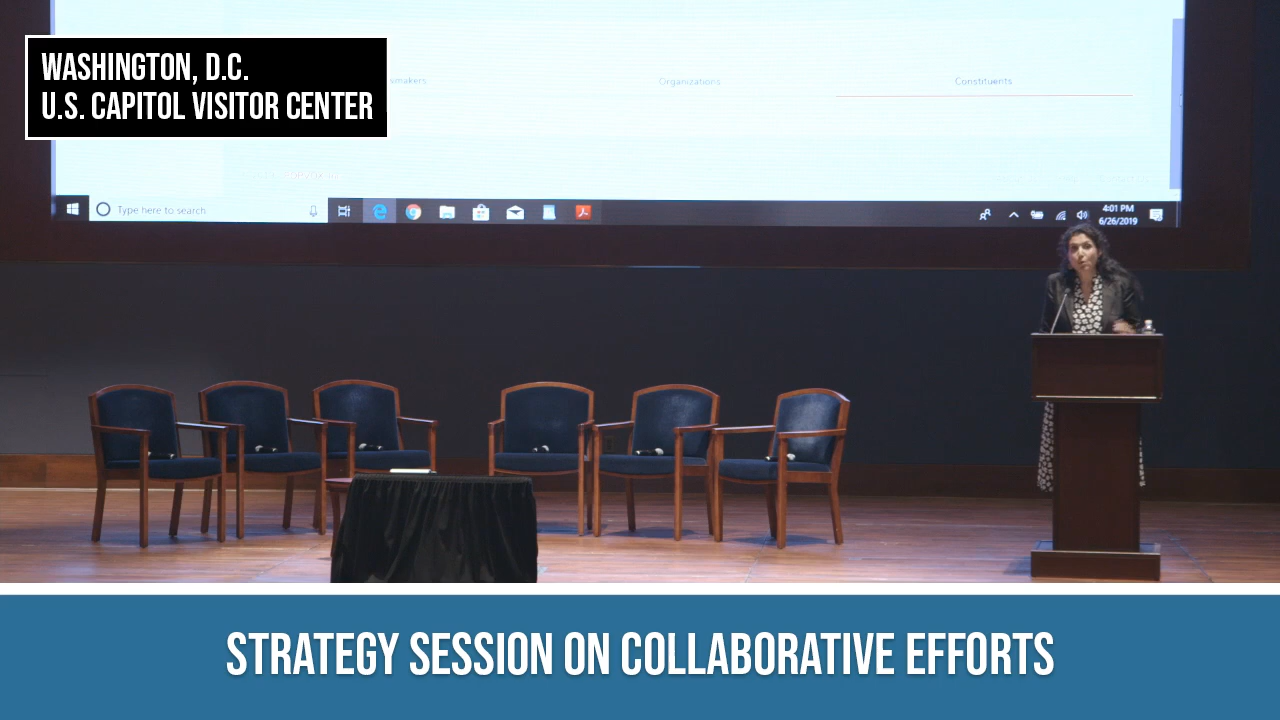 WASHINGTON, D.C.
U.S. CAPITOL VISITOR CENTER
Organizations
Constituents
Type here to search
4:01 PM
6/26/2019
STRATEGY SESSION ON COLLABORATIVE EFFORTS